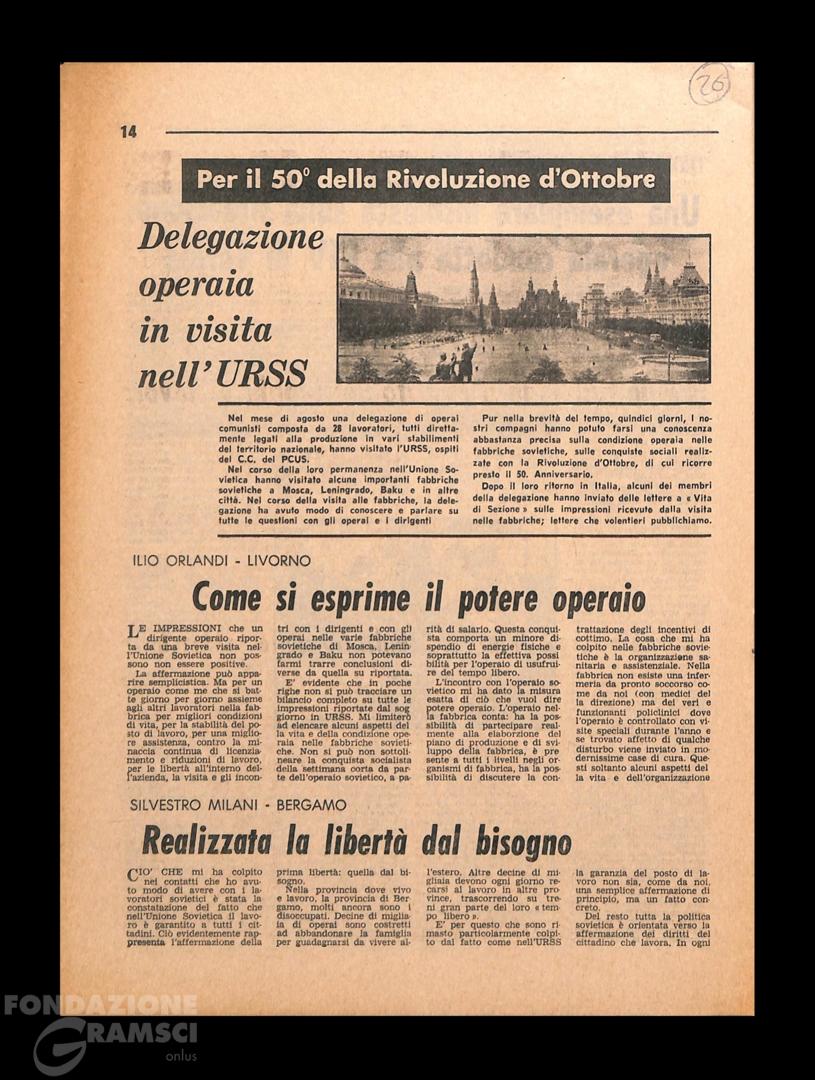 26
14
Per il 50° della Rivoluzione d'Ottobre
Delegazione
operaia
in visita
nell'URSS
Nel mese di agosto una delegazione di operai
comunisti composta da 28 lavoratori, tutti diretta-
mente legati alla produzione in vari stabilimenti
del territorio nazionale, hanno visitato l'URSS, ospiti
del C.C. del PCUS.
Nel corso della loro permanenza nell'Unione So-
vietica hanno visitato alcune importanti fabbriche
sovietiche a Mosca, Leningrado, Baku e in altre
città. Nel corso della visita alle fabbriche, la dele-
gazione ha avuto modo di conoscere e parlare su
tutte le questioni con gli operai e i dirigenti
Pur nella brevità del tempo, quindici giorni, i no-
stri compagni hanno potuto farsi una conoscenza
abbastanza precisa sulla condizione operaia nelle
fabbriche sovietiche, sulle conquiste sociali realiz-
zate con la Rivoluzione d'Ottobre, di cui ricorre
presto il 50. Anniversario.
Dopo il loro ritorno in Italia, alcuni dei membri
della delegazione hanno inviato delle lettere a « Vita
di Sezione » sulle impressioni ricevute dalla visita
nelle fabbriche; lettere che volentieri pubblichiamo.
ILIO ORLANDI - LIVORNO
Come si esprime il potere operaio
LE IMPRESSIONI che un
dirigente operaio ripor-
ta da una breve visita nel-
l'Unione Sovietica non pos-
sono non essere positive.
La affermazione può appa-
rire semplicistica. Ma per un
operaio come me che si bat-
te giorno per giorno assieme
agli altri lavoratori nella fab-
brica per migliori condizioni
di vita, per la stabilità del po-
sto di lavoro, per una miglio-
re assistenza, contro la mi-
naccia continua di licenzia-
mento e riduzioni di lavoro,
per le libertà all'interno del-
l'azienda, la visita e gli incon-
tri con i dirigenti e con gli
operai nelle varie fabbriche
sovietiche di Mosca, Lenin-
grado e Baku non potevano
farmi trarre conclusioni di-
verse da quella su riportata.
E' evidente che in poche
righe non si può tracciare un
bilancio completo su tutte le
impressioni riportate dal sog
giorno in URSS. Mi limiterò
ad elencare alcuni aspetti del
la vita e della condizione ope-
raia nelle fabbriche sovieti-
che. Non si può non sottoli-
neare la conquista socialista
della settimana corta da par-
te dell'operaio sovietico, a pa-
rità di salario. Questa conqui-
sta comporta un minore di-
spendio di energie fisiche e
soprattutto la effettiva possi
bilità per l'operaio di usufrui-
re del tempo libero.
L'incontro con l'operaio so-
vietico mi ha dato la misura
esatta di ciò che vuol dire
potere operaio. L'operaio nel-
la fabbrica conta: ha la pos-
sibilità di partecipare real-
mente alla elaborazione del
piano di produzione e di svi-
luppo della fabbrica, è pre
sente a tutti i livelli negli or-
ganismi di fabbrica, ha la pos-
sibilità di discutere la con-
trattazione degli incentivi di
cottimo. La cosa che mi ha
colpito nelle fabbriche sovie-
tiche è la organizzazione sa-
nitaria e assistenziale. Nella
fabbrica non esiste una infer-
meria da pronto soccorso co-
me da noi (con medici del
la direzione) ma dei veri e
funzionanti policlinici dove
l'operaio è controllato con vi-
site speciali durante l'anno e
se trovato affetto di qualche
disturbo viene inviato in mo-
dernissime case di cura. Que-
sti soltanto alcuni aspetti del
la vita e dell'organizzazione
SILVESTRO MILANI - BERGAMO
Realizzata la libertà dal bisogno
CIO' CHE mi ha colpito
nei contatti che ho avu-
to modo di avere con i la-
voratori sovietici è stata la
constatazione del fatto che
nell'Unione Sovietica il lavo-
ro è garantito a tutti i cit-
tadini. Ciò evidentemente rap-
presenta l'affermazione della
prima libertà: quella dal bi-
sogno.
Nella provincia dove vivo
e lavoro, la provincia di Ber-
gamo, molti ancora sono i
disoccupati. Decine di miglia-
ia di operai sono costretti
ad abbandonare la famiglia
per guadagnarsi da vivere al-
l'estero. Altre decine di mi-
gliaia devono ogni giorno re-
carsi al lavoro in altre pro-
vince, trascorrendo su tre-
ni gran parte del loro « tem-
po libero ».
E' per questo che sono ri-
masto particolarmente colpi-
to dal fatto come nell'URSS
la garanzia del posto di la-
voro non sia, come da noi,
una semplice affermazione di
principio, ma un fatto con-
creto.
Del resto tutta la politica
sovietica è orientata verso la
affermazione dei diritti del
cittadino che lavora. In ogni
FONDAZIONE
GRAMSCI
onlus